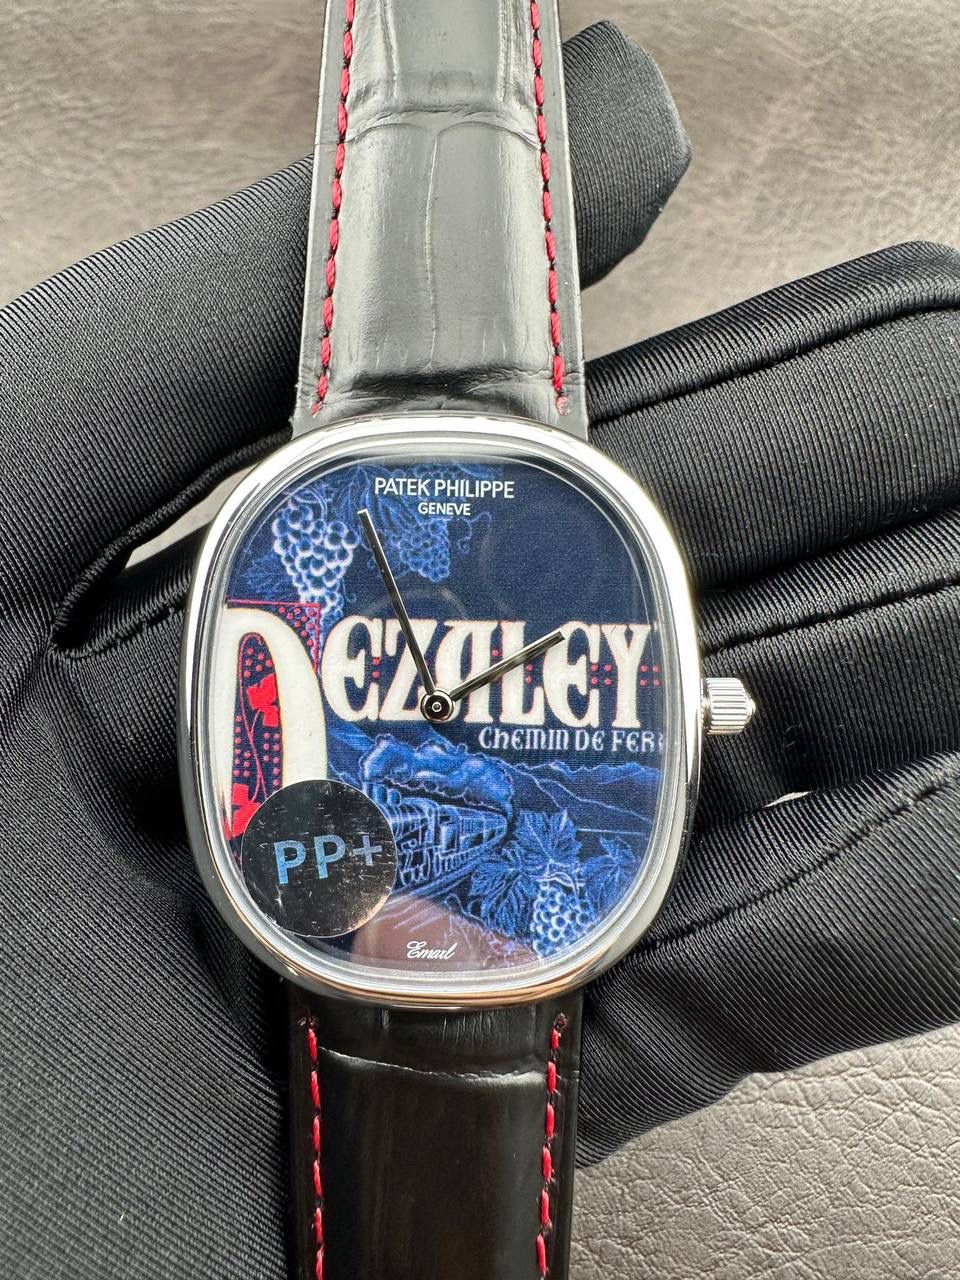 PATEK PHILIPPE
GENEVE
DEZALEY
CHEMIN DE FER
PP+
Email